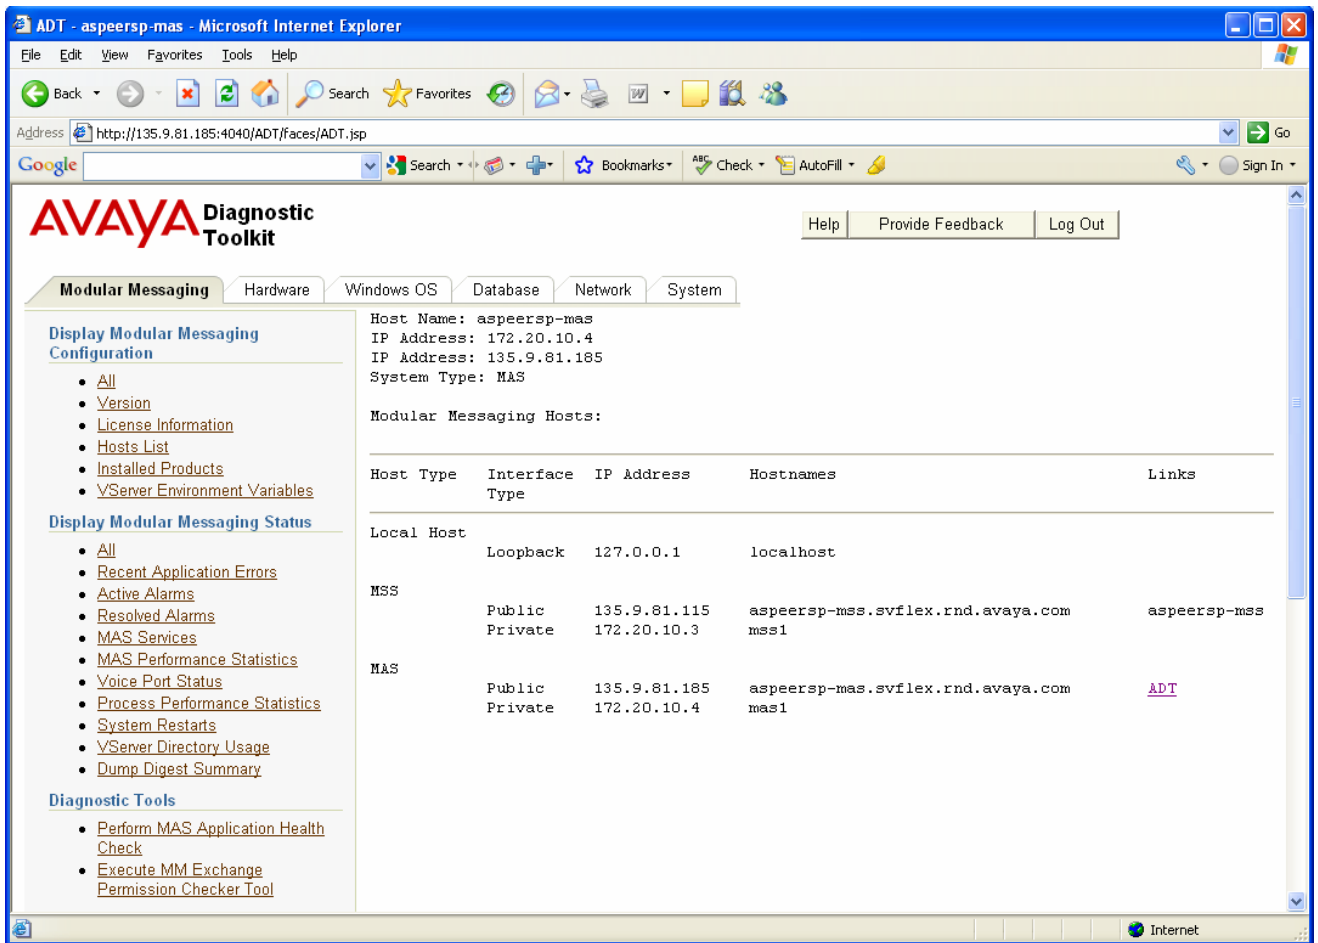 ADT - aspeersp-mas - Microsoft Internet Explorer
File Edit View Favorites Tools Help
Back Search Favorites
Address http://135.9.81.185:4040/ADT/faces/ADT.jsp Go
Google Search Bookmarks ABC Check AutoFill Sign In
AVAYA Diagnostic Toolkit
Help Provide Feedback Log Out
Modular Messaging Hardware Windows OS Database Network System
Display Modular Messaging
Configuration
All
Version
License Information
Hosts List
Installed Products
VServer Environment Variables
Display Modular Messaging Status
All
Recent Application Errors
Active Alarms
Resolved Alarms
MAS Services
MAS Performance Statistics
Voice Port Status
Process Performance Statistics
System Restarts
VServer Directory Usage
Dump Digest Summary
Diagnostic Tools
Perform MAS Application Health
Check
Execute MM Exchange
Permission Checker Tool
Host Name: aspeersp-mas
IP Address: 172.20.10.4
IP Address: 135.9.81.185
System Type: MAS
Modular Messaging Hosts:
Host Type Interface IP Address Hostnames Links
Type
Local Host
Loopback 127.0.0.1 localhost
MSS
Public 135.9.81.115 aspeersp-mss.svflex.rnd.avaya.com aspeersp-mss
Private 172.20.10.3 mss1
MAS
Public 135.9.81.185 aspeersp-mas.svflex.rnd.avaya.com ADT
Private 172.20.10.4 mas1
Internet